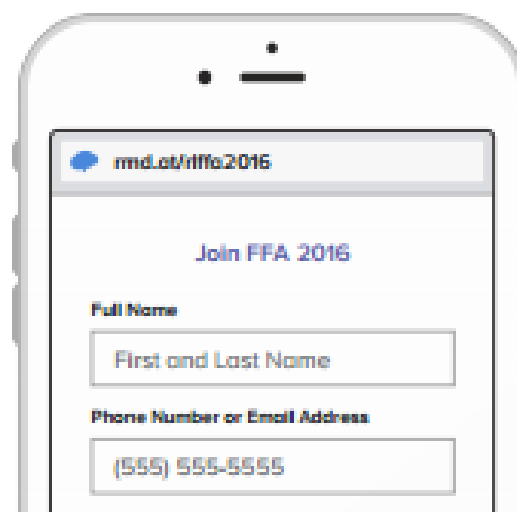 rmd.at/riffa2016
Join FFA 2016
Full Name
First and Last Name
Phone Number or Email Address
(555) 555-5555